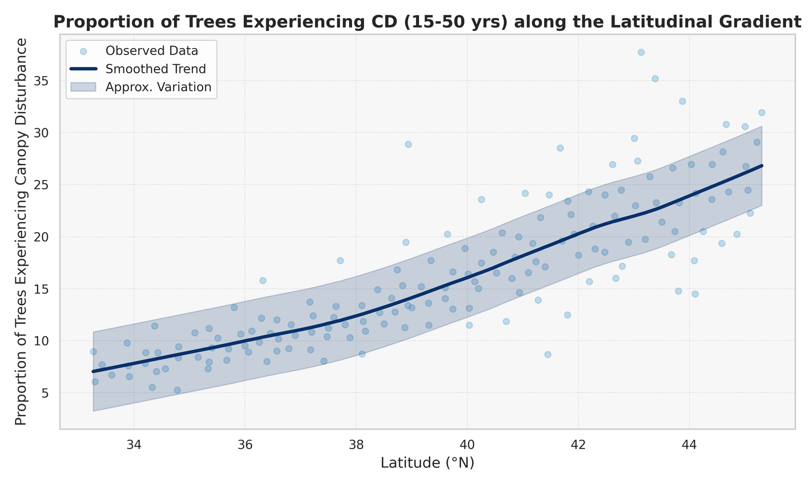 Proportion of Trees Experiencing CD (15-50 yrs) along the Latitudinal Gradient
Observed Data
Smoothed Trend
Approx. Variation
Proportion of Trees Experiencing Canopy Disturbance
35
30
25
20
15
10
5
34 36 38 40 42 44
Latitude (°N)